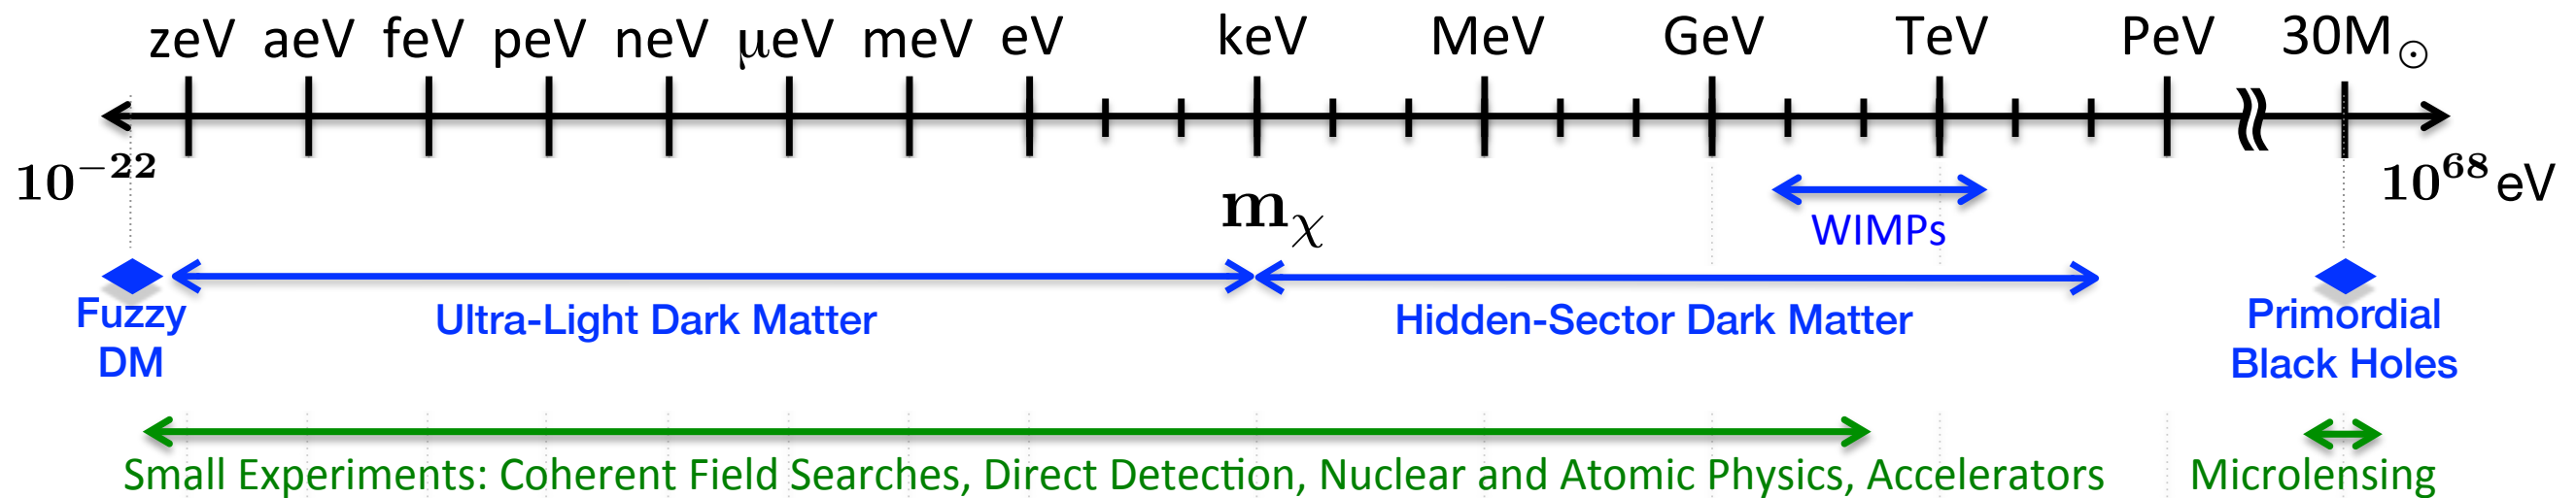 zeV aeV feV peV neV μeV meV eV keV MeV GeV TeV PeV 30M☉
10⁻²² 10⁶⁸ eV
mᵪ
WIMPs
Fuzzy
DM
Ultra-Light Dark Matter
Hidden-Sector Dark Matter
Primordial
Black Holes
Small Experiments: Coherent Field Searches, Direct Detection, Nuclear and Atomic Physics, Accelerators
Microlensing